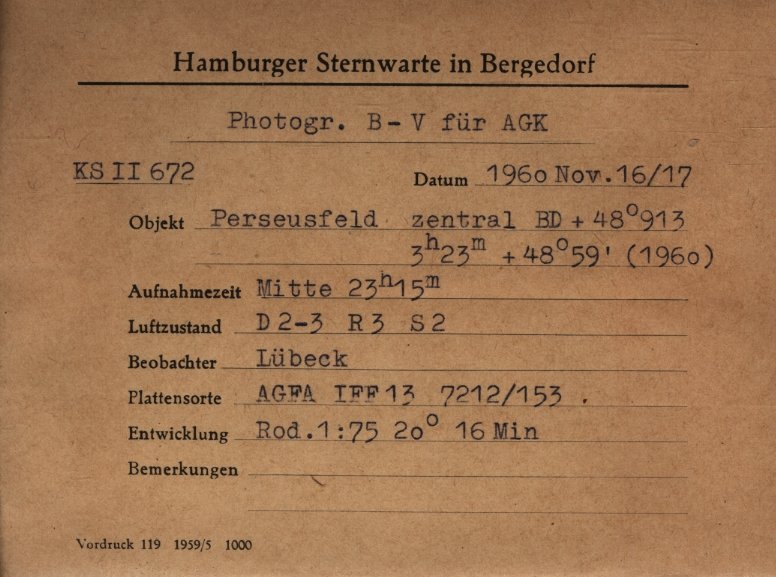 Hamburger Sternwarte in Bergedorf
Photogr. B-V für AGK
KS II 672 Datum 1960 Nov.16/17
Objekt Perseusfeld zentral BD + 48°913
3h23m +48°59' (1960)
Aufnahmezeit Mitte 23h15m
Luftzustand D 2-3 R 3 S 2
Beobachter Lübeck
Plattensorte AGFA IFF 13 7212/153 .
Entwicklung Rod.1:75 20° 16 Min
Bemerkungen
Vordruck 119 1959/5 1000